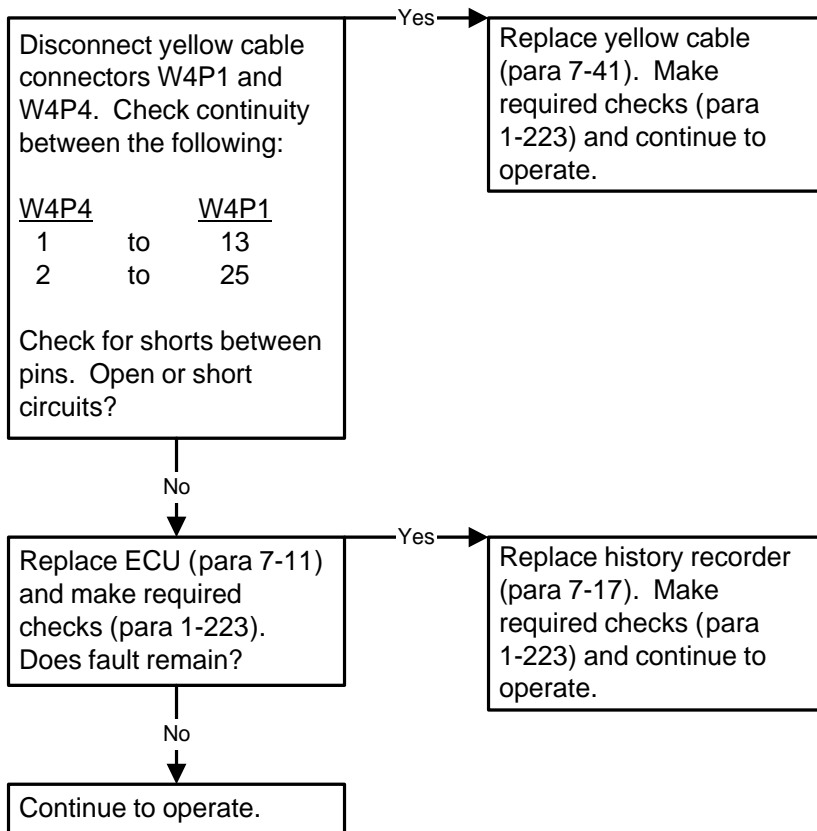 Disconnect yellow cable
connectors W4P1 and
W4P4. Check continuity
between the following:
W4P4 W4P1
1 to 13
2 to 25
Check for shorts between
pins. Open or short
circuits?
Yes
Replace yellow cable
(para 7-41). Make
required checks (para
1-223) and continue to
operate.
No
Replace ECU (para 7-11)
and make required
checks (para 1-223).
Does fault remain?
Yes
Replace history recorder
(para 7-17). Make
required checks (para
1-223) and continue to
operate.
No
Continue to operate.